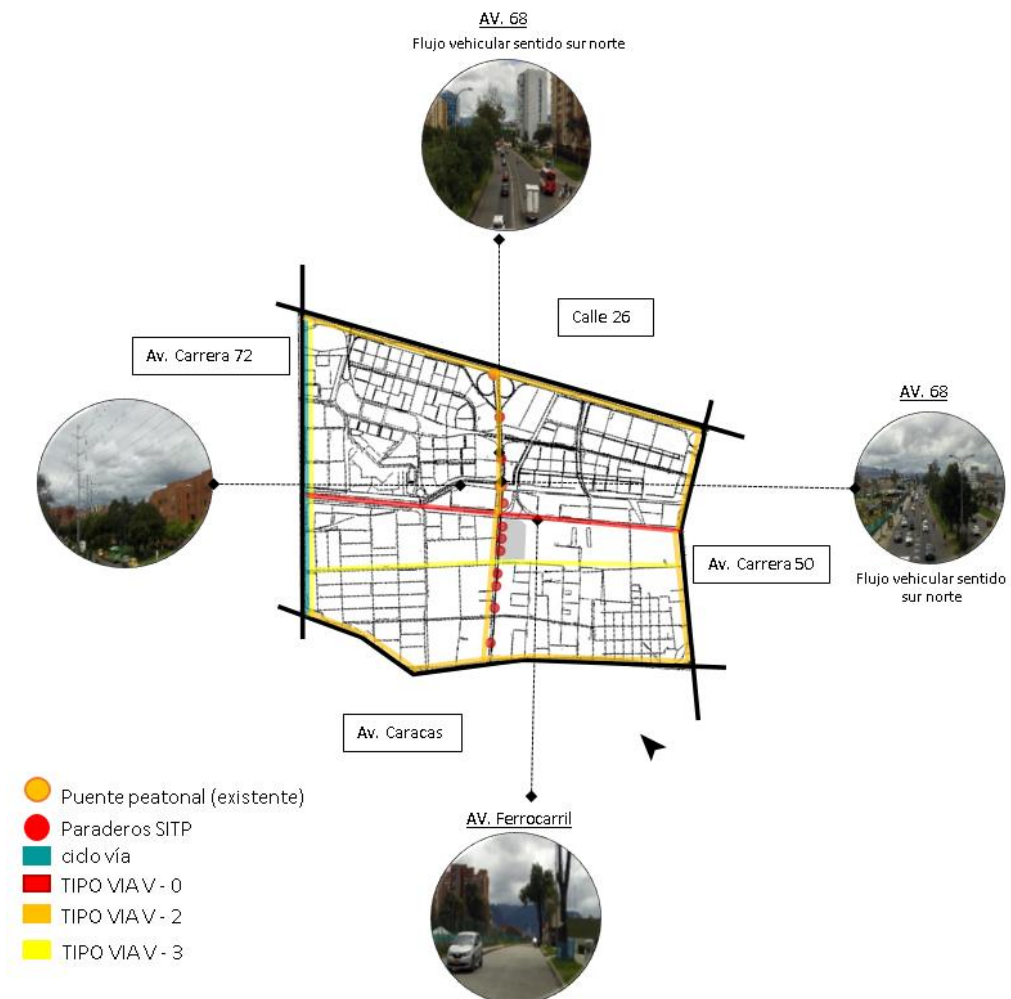 AV. 68
Flujo vehicular sentido sur norte
Calle 26
Av. Carrera 72
AV. 68
Flujo vehicular sentido
sur norte
Av. Carrera 50
Av. Caracas
Puente peatonal (existente)
Paraderos SITP
ciclo vía
TIPO VIA V - 0
TIPO VIA V - 2
TIPO VIA V - 3
AV. Ferrocarril